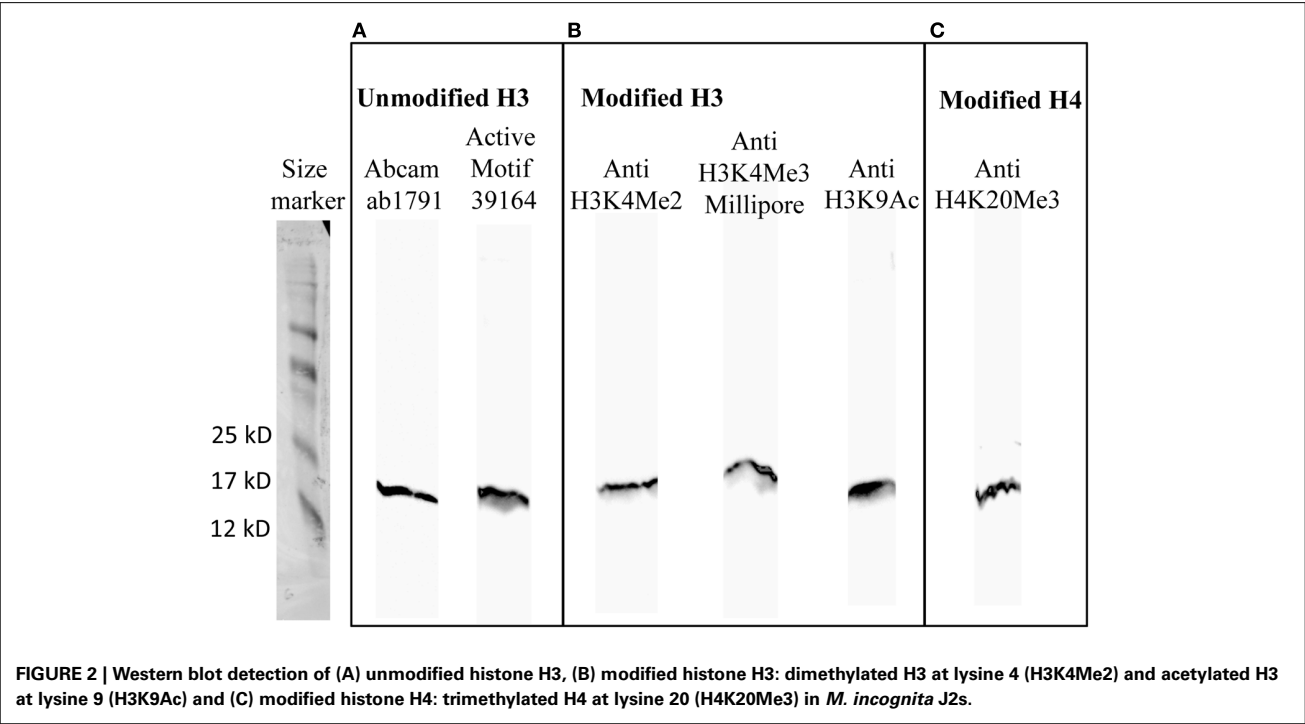 A
B
C
Unmodified H3
Modified H3
Modified H4
Size
marker
Abcam
ab1791
Active
Motif
39164
Anti
H3K4Me2
Anti
H3K4Me3
Millipore
Anti
H3K9Ac
Anti
H4K20Me3
25 kD
17 kD
12 kD
FIGURE 2 | Western blot detection of (A) unmodified histone H3, (B) modified histone H3: dimethylated H3 at lysine 4 (H3K4Me2) and acetylated H3
at lysine 9 (H3K9Ac) and (C) modified histone H4: trimethylated H4 at lysine 20 (H4K20Me3) in M. incognita J2s.